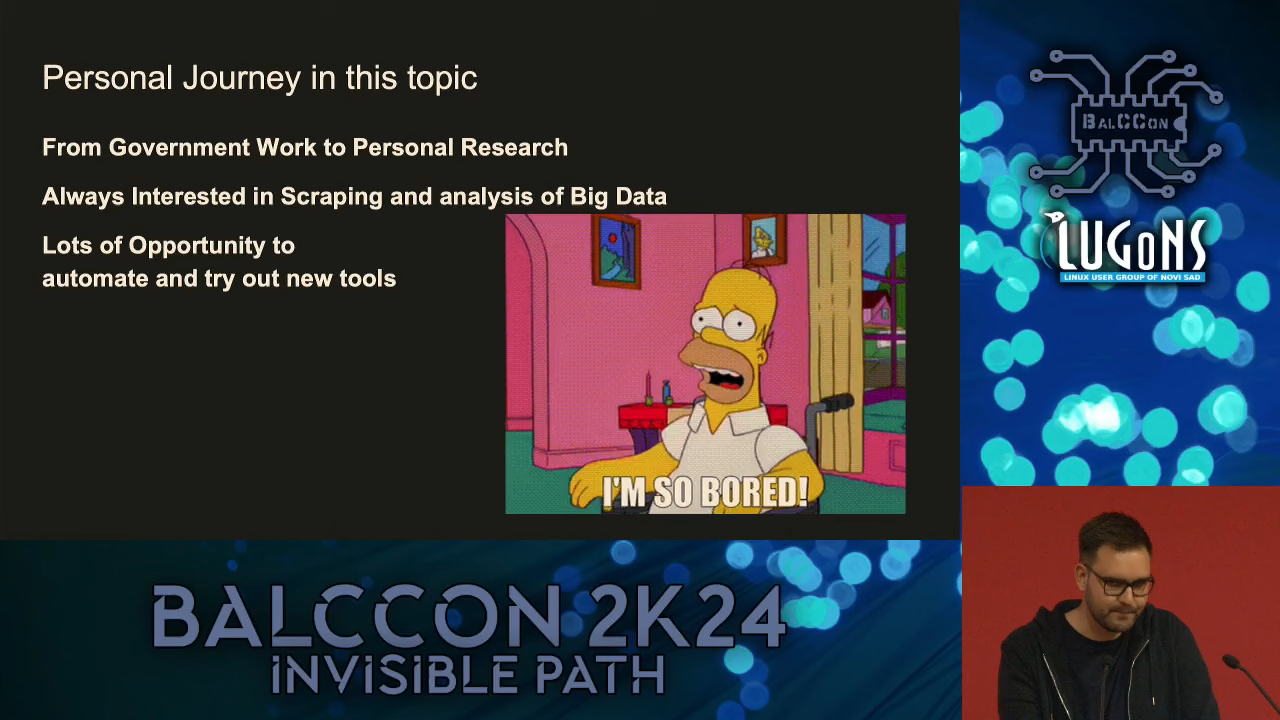 Personal Journey in this topic
From Government Work to Personal Research
Always Interested in Scraping and analysis of Big Data
Lots of Opportunity to
automate and try out new tools
I'M SO BORED!
BALCCON
LUGONS
LINUX USER GROUP OF NOVI SAD
BALCCON 2K24
INVISIBLE PATH